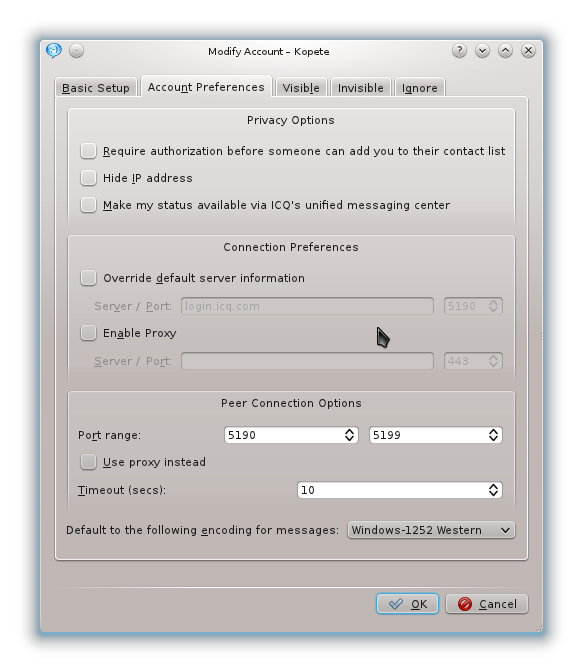 Modify Account – Kopete
Basic Setup Account Preferences Visible Invisible Ignore
Privacy Options
Require authorization before someone can add you to their contact list
Hide IP address
Make my status available via ICQ's unified messaging center
Connection Preferences
Override default server information
Server / Port: login.icq.com 5190
Enable Proxy
Server / Port: 443
Peer Connection Options
Port range: 5190 5199
Use proxy instead
Timeout (secs): 10
Default to the following encoding for messages: Windows-1252 Western
OK Cancel